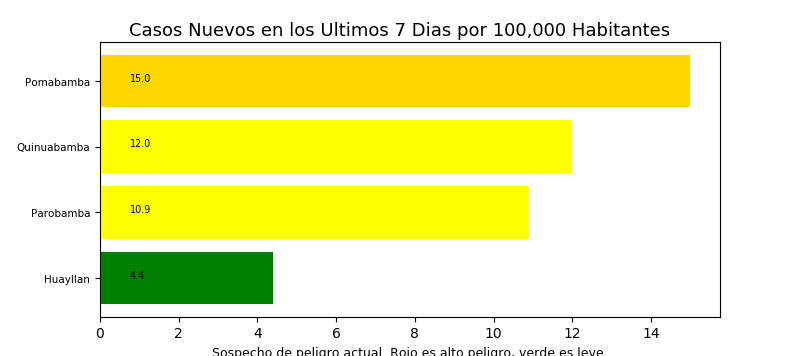 Casos Nuevos en los Ultimos 7 Dias por 100,000 Habitantes
Pomabamba 15.0
Quinuabamba 12.0
Parobamba 10.9
Huayllan 4.4
0 2 4 6 8 10 12 14
Sospecho de peligro actual. Rojo es alto peligro, verde es leve